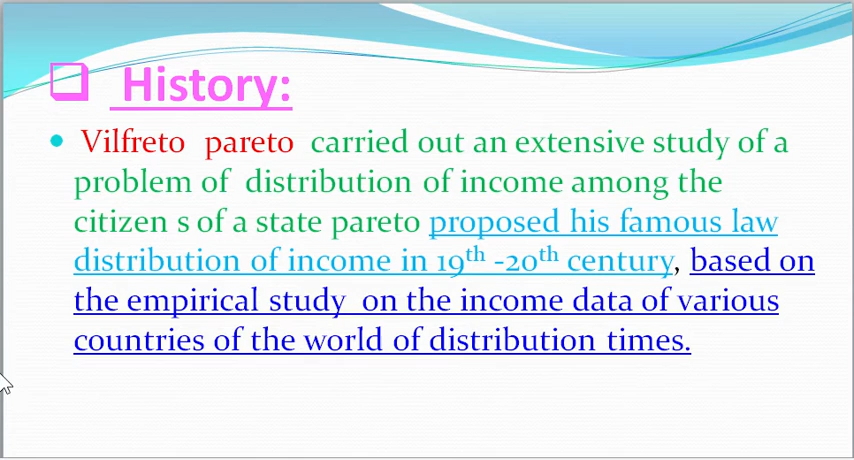 History:
Vilfreto pareto carried out an extensive study of a
problem of distribution of income among the
citizen s of a state pareto proposed his famous law
distribution of income in 19th -20th century, based on
the empirical study on the income data of various
countries of the world of distribution times.